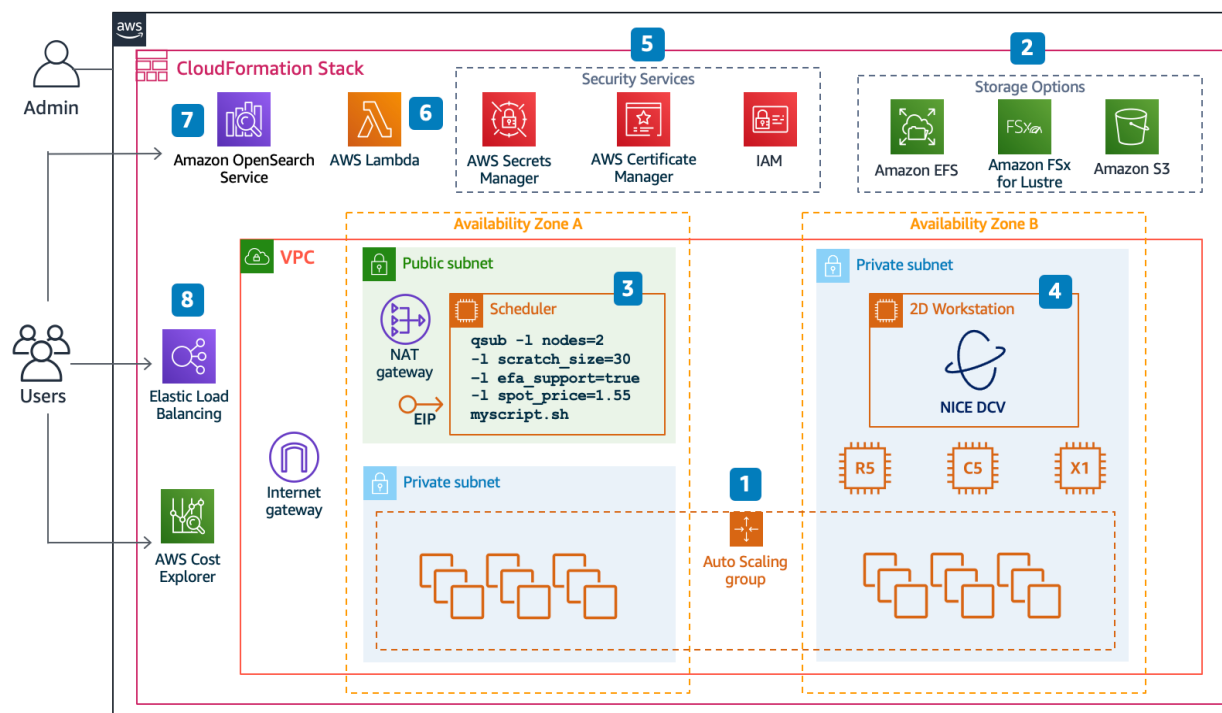 aws
Admin
CloudFormation Stack
7
Amazon OpenSearch
Service
6
AWS Lambda
5
Security Services
AWS Secrets
Manager
AWS Certificate
Manager
IAM
2
Storage Options
Amazon EFS
FSx
Amazon FSx
for Lustre
Amazon S3
Users
8
Elastic Load
Balancing
AWS Cost
Explorer
VPC
Internet
gateway
Availability Zone A
Public subnet
NAT
gateway
EIP
3
Scheduler
qsub -l nodes=2
-l scratch_size=30
-l efa_support=true
-l spot_price=1.55
myscript.sh
Private subnet
1
Auto Scaling
group
Availability Zone B
Private subnet
4
2D Workstation
NICE DCV
R5
C5
X1